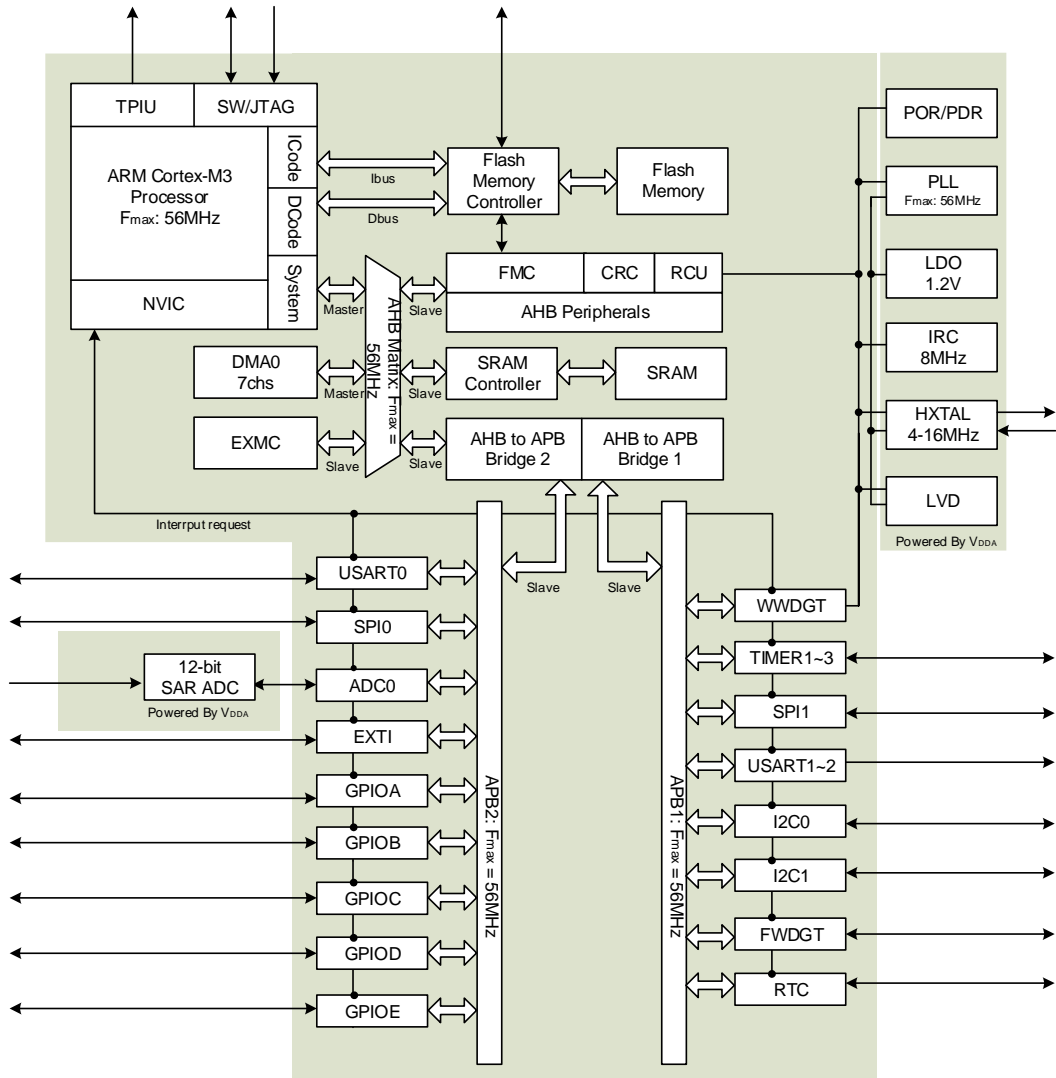 TPIU
SW/JTAG
POR/PDR
ICode
ARM Cortex-M3
Processor
Fmax: 56MHz
Ibus
Flash
Memory
Controller
Flash
Memory
PLL
Fmax: 56MHz
DCode
Dbus
System
NVIC
Master
Slave
FMC
CRC
RCU
AHB Peripherals
LDO
1.2V
AHB Matrix: Fmax =
56MHz
IRC
8MHz
DMA0
7chs
Master
Slave
SRAM
Controller
SRAM
EXMC
Slave
Slave
AHB to APB
Bridge 2
AHB to APB
Bridge 1
HXTAL
4-16MHz
LVD
Powered By VDDA
Interrput request
Slave
Slave
USART0
SPI0
12-bit
SAR ADC
Powered By VDDA
ADC0
EXTI
GPIOA
GPIOB
GPIOC
GPIOD
GPIOE
APB2: Fmax = 56MHz
APB1: Fmax = 56MHz
WWDGT
TIMER1~3
SPI1
USART1~2
I2C0
I2C1
FWDGT
RTC